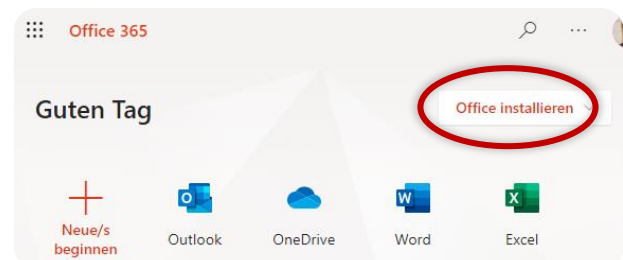 Office 365
Guten Tag
Office installieren
Neue/s
beginnen
Outlook
OneDrive
Word
Excel